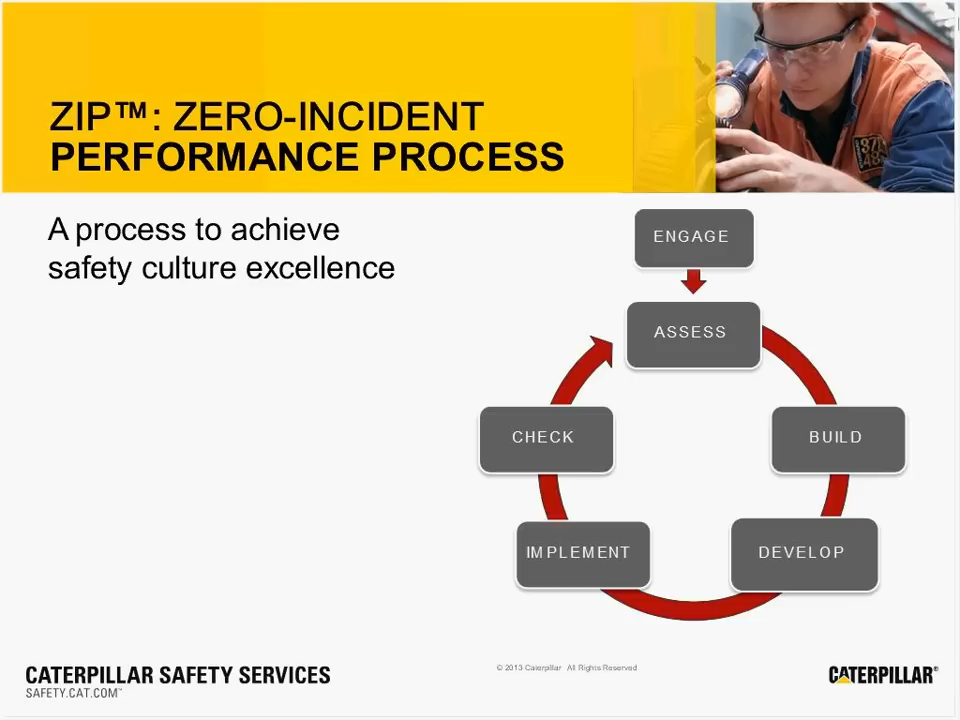 ZIP™: ZERO-INCIDENT
PERFORMANCE PROCESS
A process to achieve
safety culture excellence
ENGAGE
ASSESS
CHECK
BUILD
IMPLEMENT
DEVELOP
CATERPILLAR SAFETY SERVICES
SAFETY.CAT.COM™
© 2013 Caterpillar All Rights Reserved
CATERPILLAR®